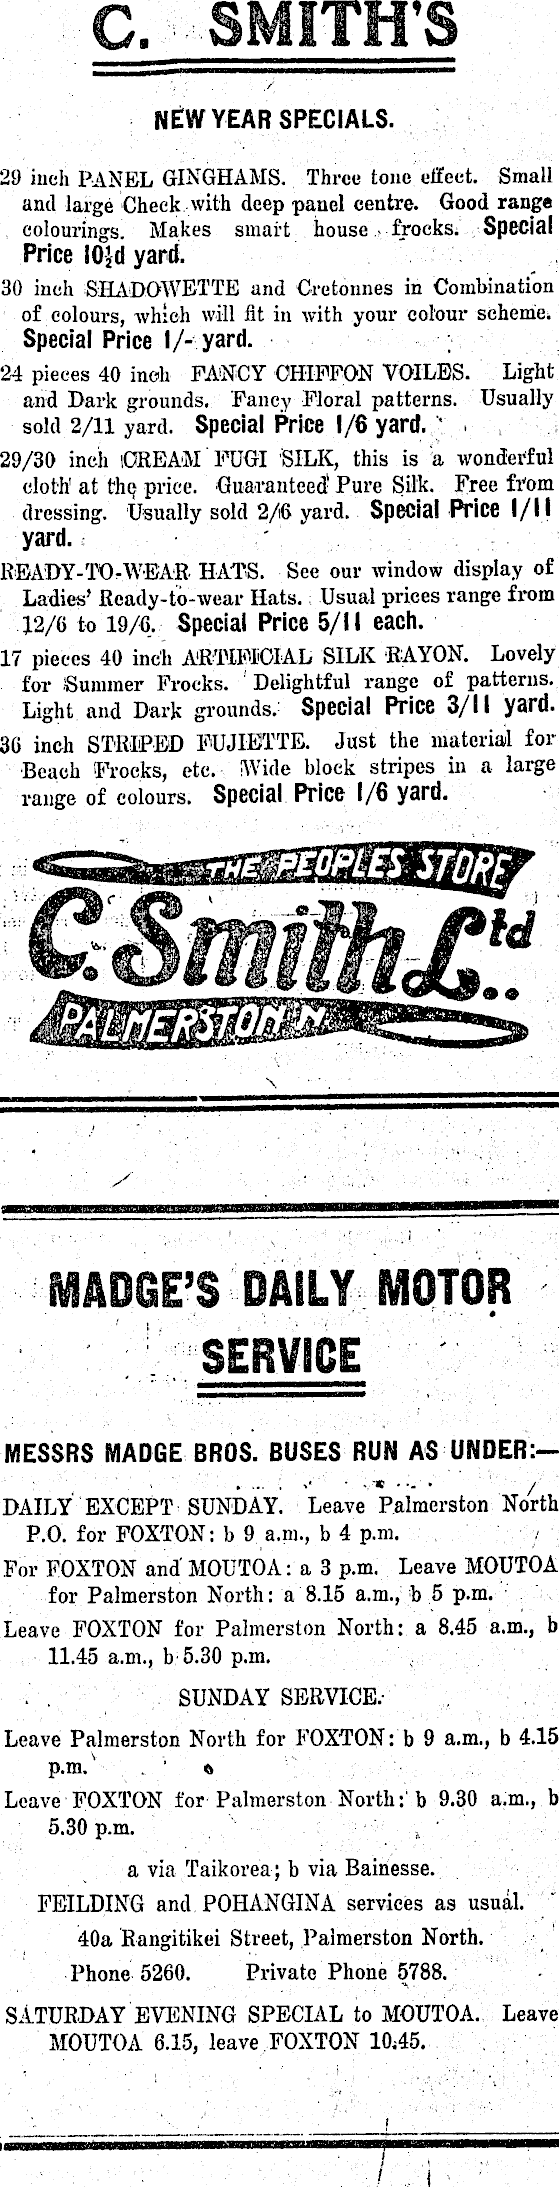 C. SMITH'S
NEW YEAR SPECIALS.
29 inch PANEL GINGHAMS. Three tone effect. Small
and large Check with deep panel centre. Good range
colourings. Makes smart house frocks. Special
Price 10½d yard.
30 inch SHADOWETTE and Cretonnes in Combination
of colours, which will fit in with your colour scheme.
Special Price 1/- yard.
24 pieces 40 inch FANCY CHIFFON VOILES. Light
and Dark grounds. Fancy Floral patterns. Usually
sold 2/11 yard. Special Price 1/6 yard.
29/30 inch CREAM FUGI SILK, this is a wonderful
cloth at the price. Guaranteed Pure Silk. Free from
dressing. Usually sold 2/6 yard. Special Price 1/11
yard.
READY-TO-WEAR HATS. See our window display of
Ladies' Ready-to-wear Hats. Usual prices range from
12/6 to 19/6. Special Price 5/11 each.
17 pieces 40 inch ARTIFICIAL SILK RAYON. Lovely
for Summer Frocks. Delightful range of patterns.
Light and Dark grounds. Special Price 3/11 yard.
36 inch STRIPED FUJIETTE. Just the material for
Beach Frocks, etc. Wide block stripes in a large
range of colours. Special Price 1/6 yard.
THE PEOPLES STORE
C. Smith Ltd..
PALMERSTON N
MADGE'S DAILY MOTOR
SERVICE
MESSRS MADGE BROS. BUSES RUN AS UNDER:—
DAILY EXCEPT SUNDAY. Leave Palmerston North
P.O. for FOXTON: b 9 a.m., b 4 p.m.
For FOXTON and MOUTOA: a 3 p.m. Leave MOUTOA
for Palmerston North: a 8.15 a.m., b 5 p.m.
Leave FOXTON for Palmerston North: a 8.45 a.m., b
11.45 a.m., b 5.30 p.m.
SUNDAY SERVICE.
Leave Palmerston North for FOXTON: b 9 a.m., b 4.15
p.m.
Leave FOXTON for Palmerston North: b 9.30 a.m., b
5.30 p.m.
a via Taikorea; b via Bainesse.
FEILDING and POHANGINA services as usual.
40a Rangitikei Street, Palmerston North.
Phone 5260. Private Phone 5788.
SATURDAY EVENING SPECIAL to MOUTOA. Leave
MOUTOA 6.15, leave FOXTON 10.45.